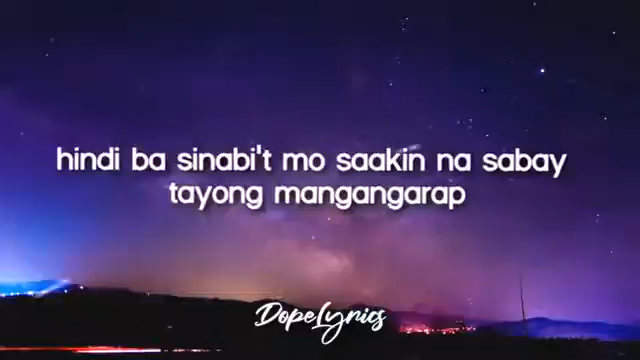 hindi ba sinabi't mo saakin na sabay
tayong mangangarap
DopeLyrics